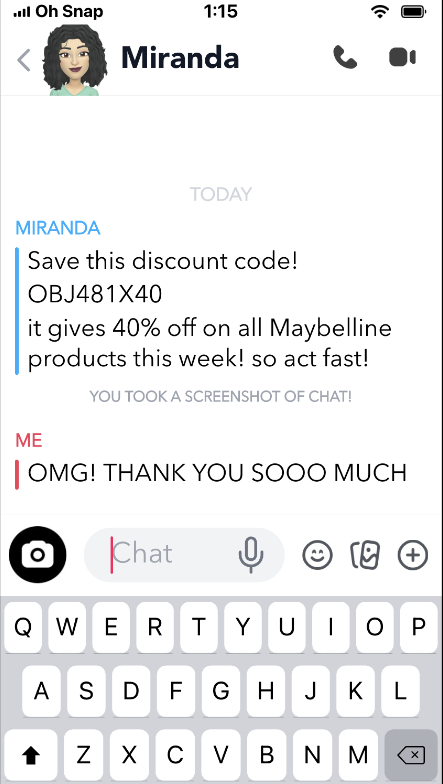 Oh Snap 1:15
Miranda
TODAY
MIRANDA
Save this discount code!
OBJ481X40
it gives 40% off on all Maybelline
products this week! so act fast!
YOU TOOK A SCREENSHOT OF CHAT!
ME
OMG! THANK YOU SOOO MUCH
Chat
Q W E R T Y U I O P
A S D F G H J K L
Z X C V B N M